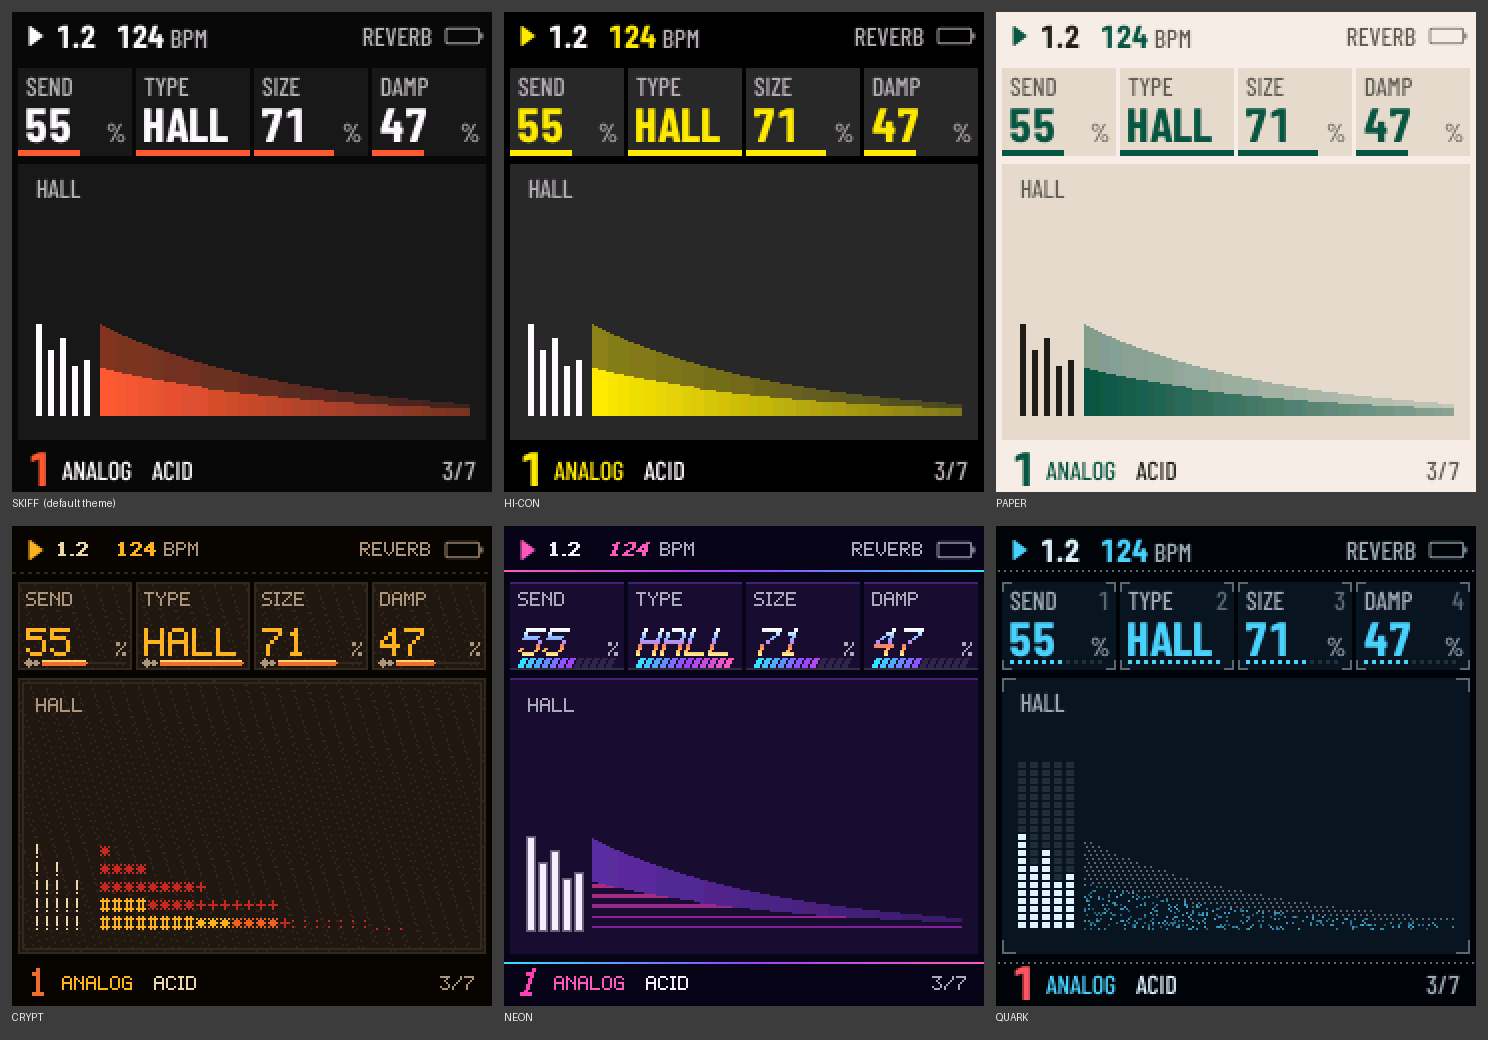 1.2 124 BPM REVERB
SEND TYPE SIZE DAMP
55 % HALL 71 % 47 %
HALL
1 ANALOG ACID 3/7
SKIFF (default theme)
1.2 124 BPM REVERB
SEND TYPE SIZE DAMP
55 % HALL 71 % 47 %
HALL
1 ANALOG ACID 3/7
HI-CON
1.2 124 BPM REVERB
SEND TYPE SIZE DAMP
55 % HALL 71 % 47 %
HALL
1 ANALOG ACID 3/7
PAPER
1.2 124 BPM REVERB
SEND TYPE SIZE DAMP
55 % HALL 71 % 47 %
HALL
! 
! !
!! ! !
!!!!!
!!!!!
*
****
********+
####****+++++++++
########***####+:::::::...
1 ANALOG ACID 3/7
CRYPT
1.2 124 BPM REVERB
SEND TYPE SIZE DAMP
55 % HALL 71 % 47 %
HALL
1 ANALOG ACID 3/7
NEON
1.2 124 BPM REVERB
SEND 1 TYPE 2 SIZE 3 DAMP 4
55 % HALL 71 % 47 %
HALL
1 ANALOG ACID 3/7
QUARK